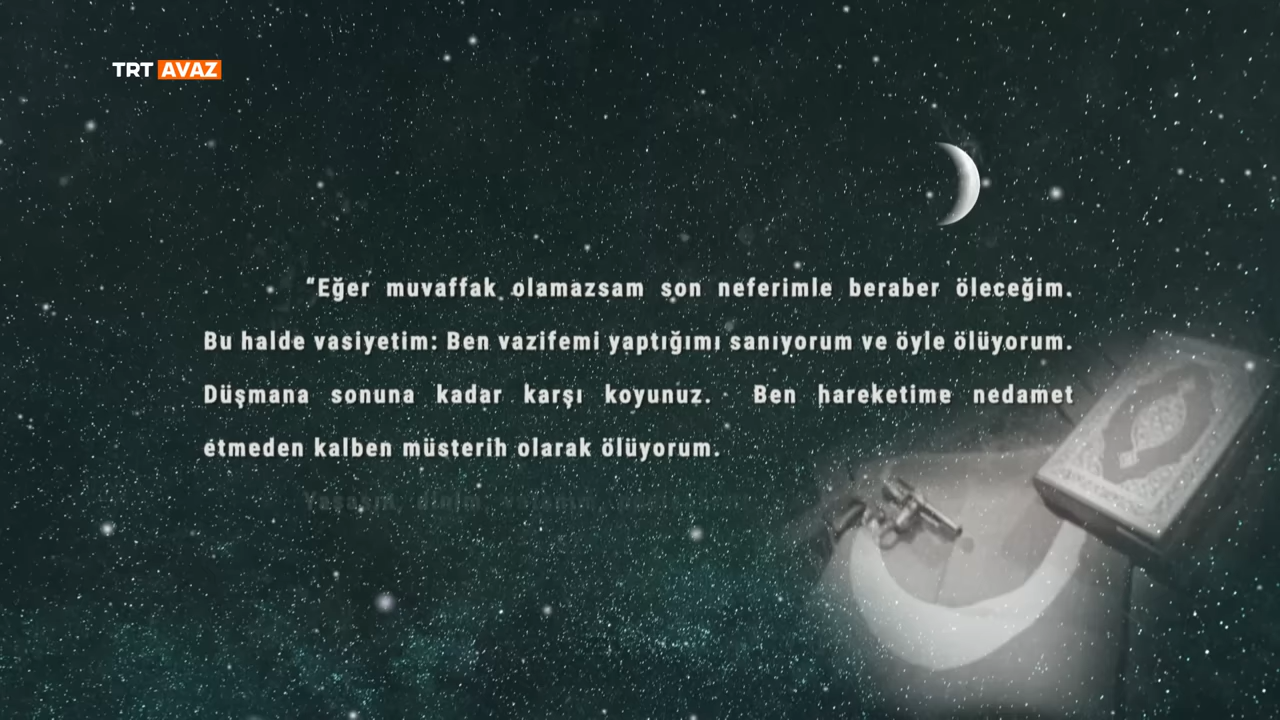 TRT AVAZ
“Eğer muvaffak olamazsam son neferimle beraber öleceğim.
Bu halde vasiyetim: Ben vazifemi yaptığımı sanıyorum ve öyle ölüyorum.
Düşmana sonuna kadar karşı koyunuz. Ben hareketime nedamet
etmeden kalben müsterih olarak ölüyorum.